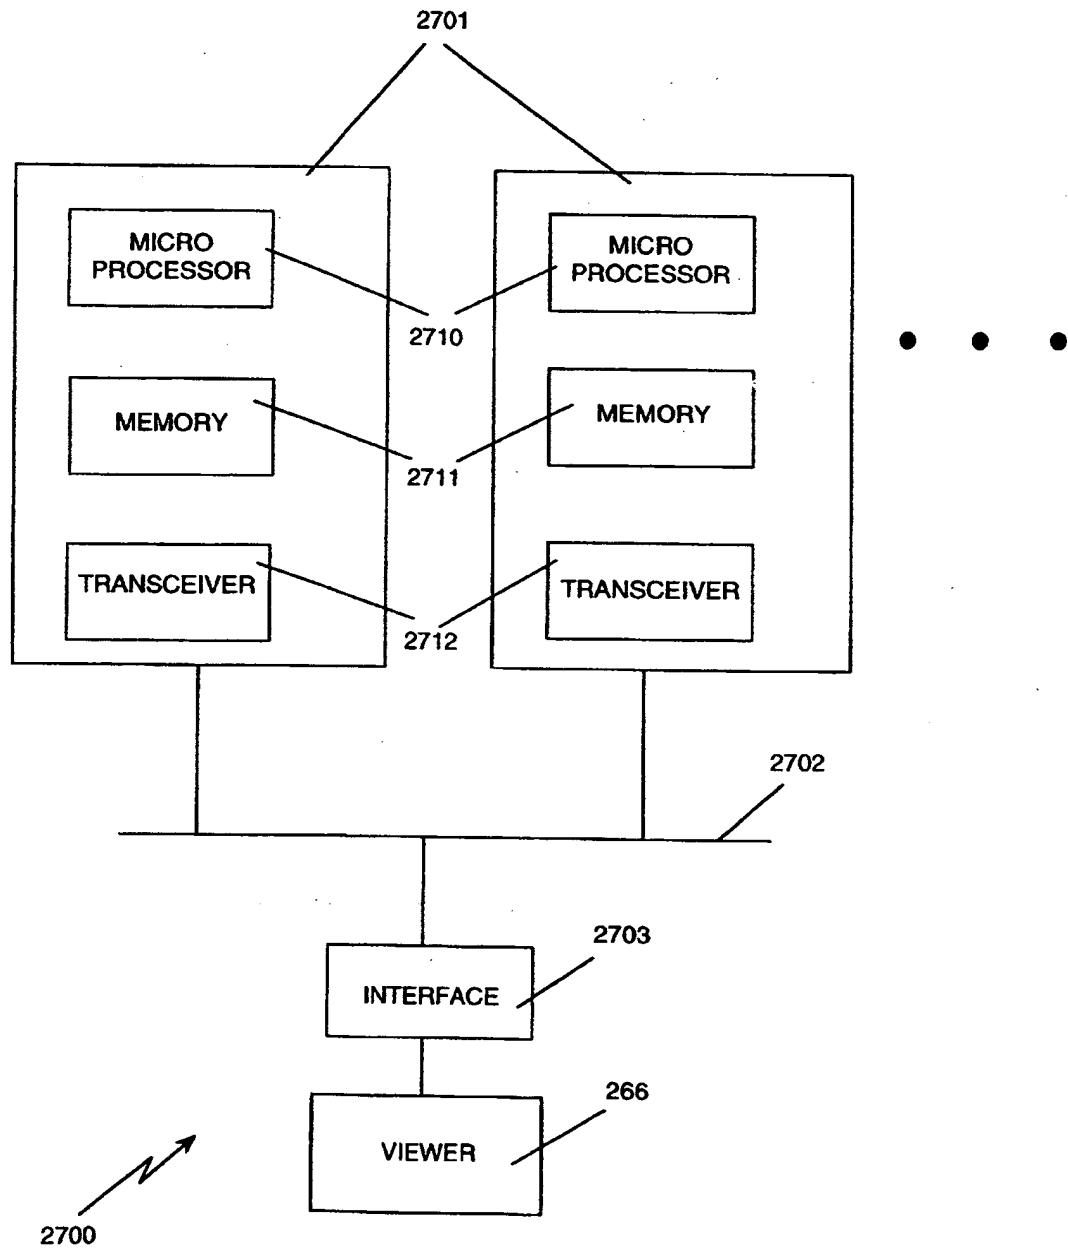 2701
MICRO
PROCESSOR
MICRO
PROCESSOR
2710
MEMORY
MEMORY
2711
TRANSCEIVER
TRANSCEIVER
2712
2702
2703
INTERFACE
266
VIEWER
2700